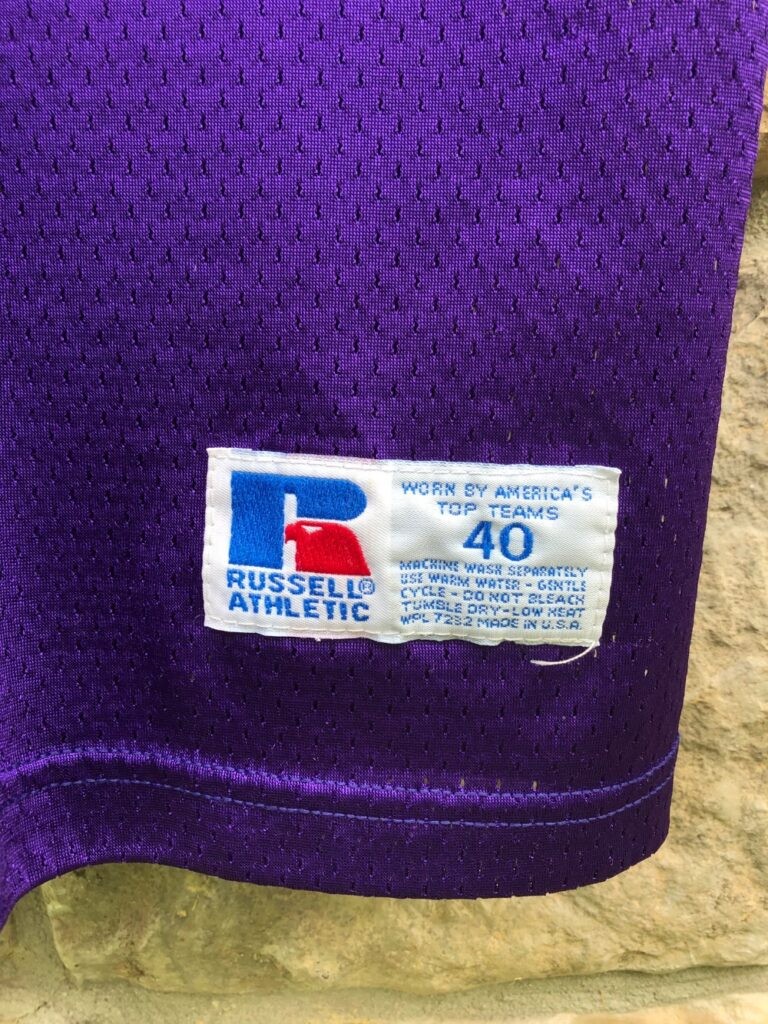 RUSSELL®
ATHLETIC
WORN BY AMERICA'S
TOP TEAMS
40
MACHINE WASH SEPARATELY
USE WARM WATER - GENTLE
CYCLE - DO NOT BLEACH
TUMBLE DRY - LOW HEAT
WPL 7292 MADE IN U.S.A.